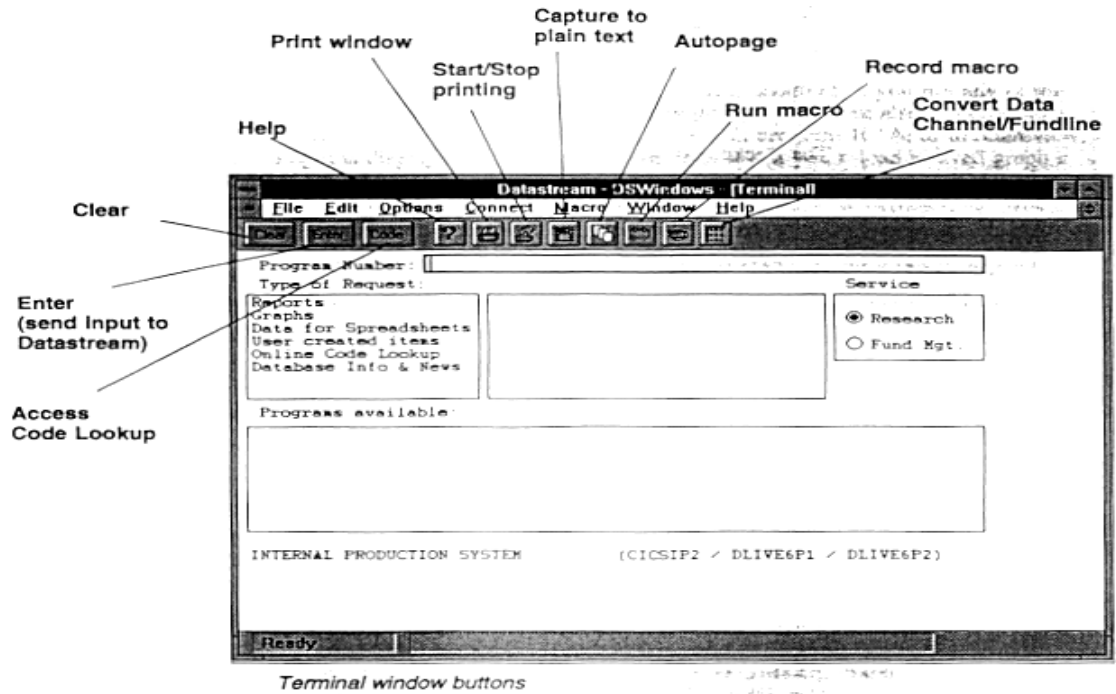 Capture to
plain text
Print window
Autopage
Start/Stop
printing
Record macro
Convert Data
Channel/Fundline
Run macro
Help
Datastream - DSWindows - [Terminal]
Clear
File Edit Options Connect Macro Window Help
Clear Enter Code
Program Number:
Type of Request:
Service
Enter
(send Input to
Datastream)
Reports
Graphs
Data for Spreadsheets
User created items
Online Code Lookup
Database Info & News
Research
Fund Mgt.
Access
Code Lookup
Programs available:
INTERNAL PRODUCTION SYSTEM (CICSIP2 / DLIVE6P1 / DLIVE6P2)
Ready
Terminal window buttons